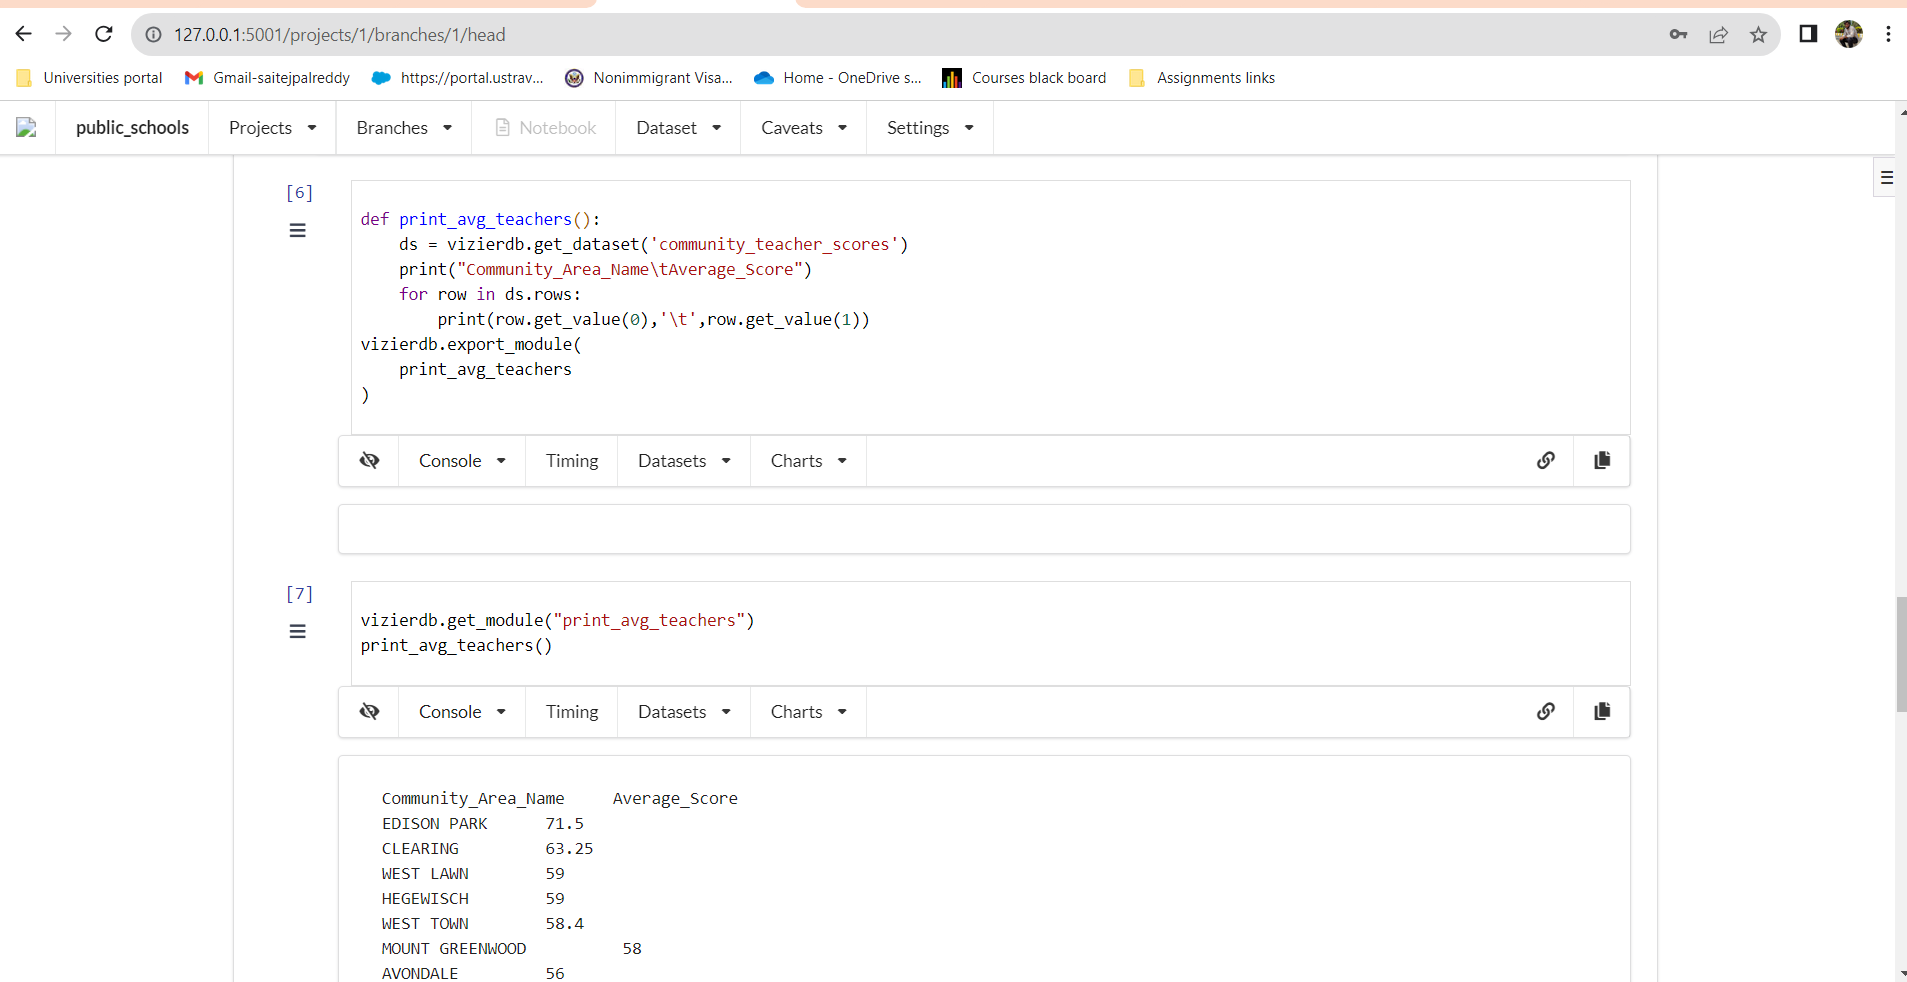 127.0.0.1:5001/projects/1/branches/1/head
Universities portal Gmail-saitejpalreddy https://portal.ustrav... Nonimmigrant Visa... Home - OneDrive s... Courses black board Assignments links
public_schools Projects Branches Notebook Dataset Caveats Settings
[6]
def print_avg_teachers():
    ds = vizierdb.get_dataset('community_teacher_scores')
    print("Community_Area_Name\tAverage_Score")
    for row in ds.rows:
        print(row.get_value(0),'\t',row.get_value(1))
vizierdb.export_module(
    print_avg_teachers
)
Console Timing Datasets Charts
[7]
vizierdb.get_module("print_avg_teachers")
print_avg_teachers()
Console Timing Datasets Charts
Community_Area_Name Average_Score
EDISON PARK 71.5
CLEARING 63.25
WEST LAWN 59
HEGEWISCH 59
WEST TOWN 58.4
MOUNT GREENWOOD 58
AVONDALE 56